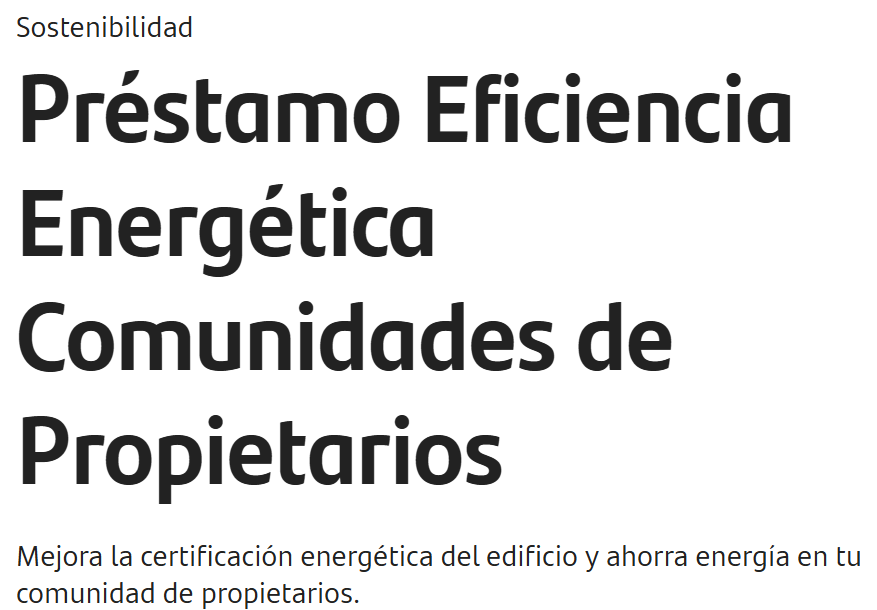 Sostenibilidad
Préstamo Eficiencia
Energética
Comunidades de
Propietarios
Mejora la certificación energética del edificio y ahorra energía en tu
comunidad de propietarios.